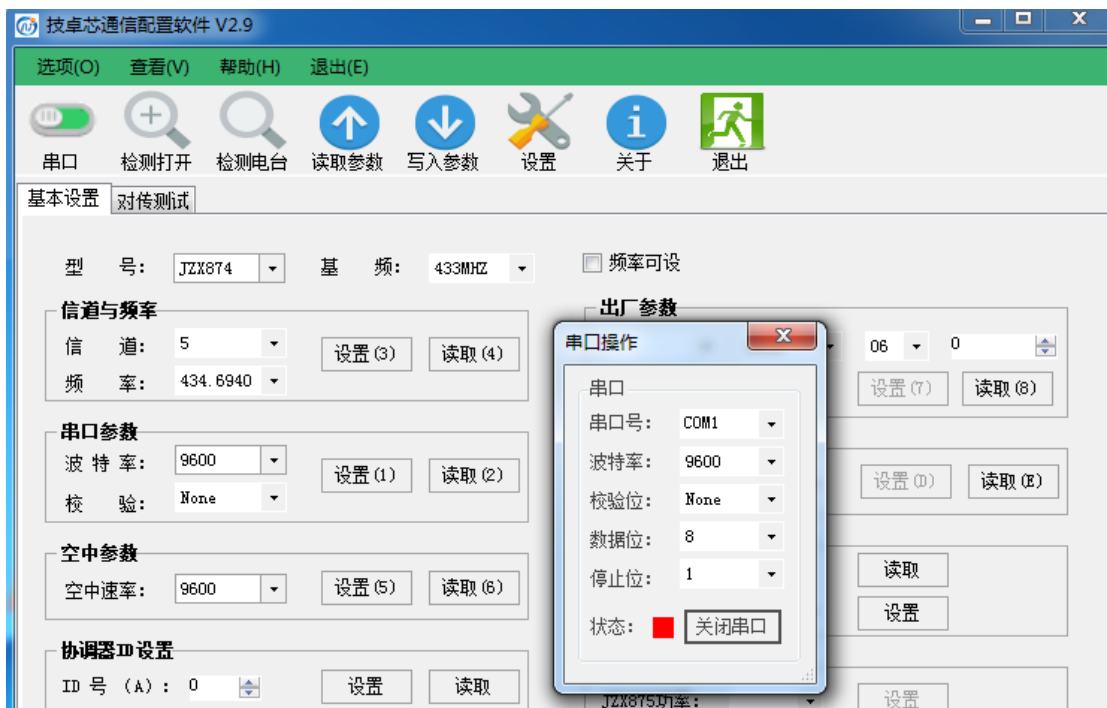 技卓芯通信配置软件 V2.9
选项(O) 查看(V) 帮助(H) 退出(E)
串口 检测打开 检测电台 读取参数 写入参数 设置 关于 退出
基本设置 对传测试
型 号: JZX874 基 频: 433MHZ 频率可设
信道与频率
信 道: 5 设置(3) 读取(4)
频 率: 434.6940
串口参数
波 特 率: 9600 设置(1) 读取(2)
校 验: None
空中参数
空中速率: 9600 设置(5) 读取(6)
协调器ID设置
ID 号 (A): 0 设置 读取
出厂参数
06 0
设置(7) 读取(8)
设置(D) 读取(E)
读取
设置
JZX875功率: 设置
串口操作
串口
串口号: COM1
波特率: 9600
校验位: None
数据位: 8
停止位: 1
状态: 关闭串口